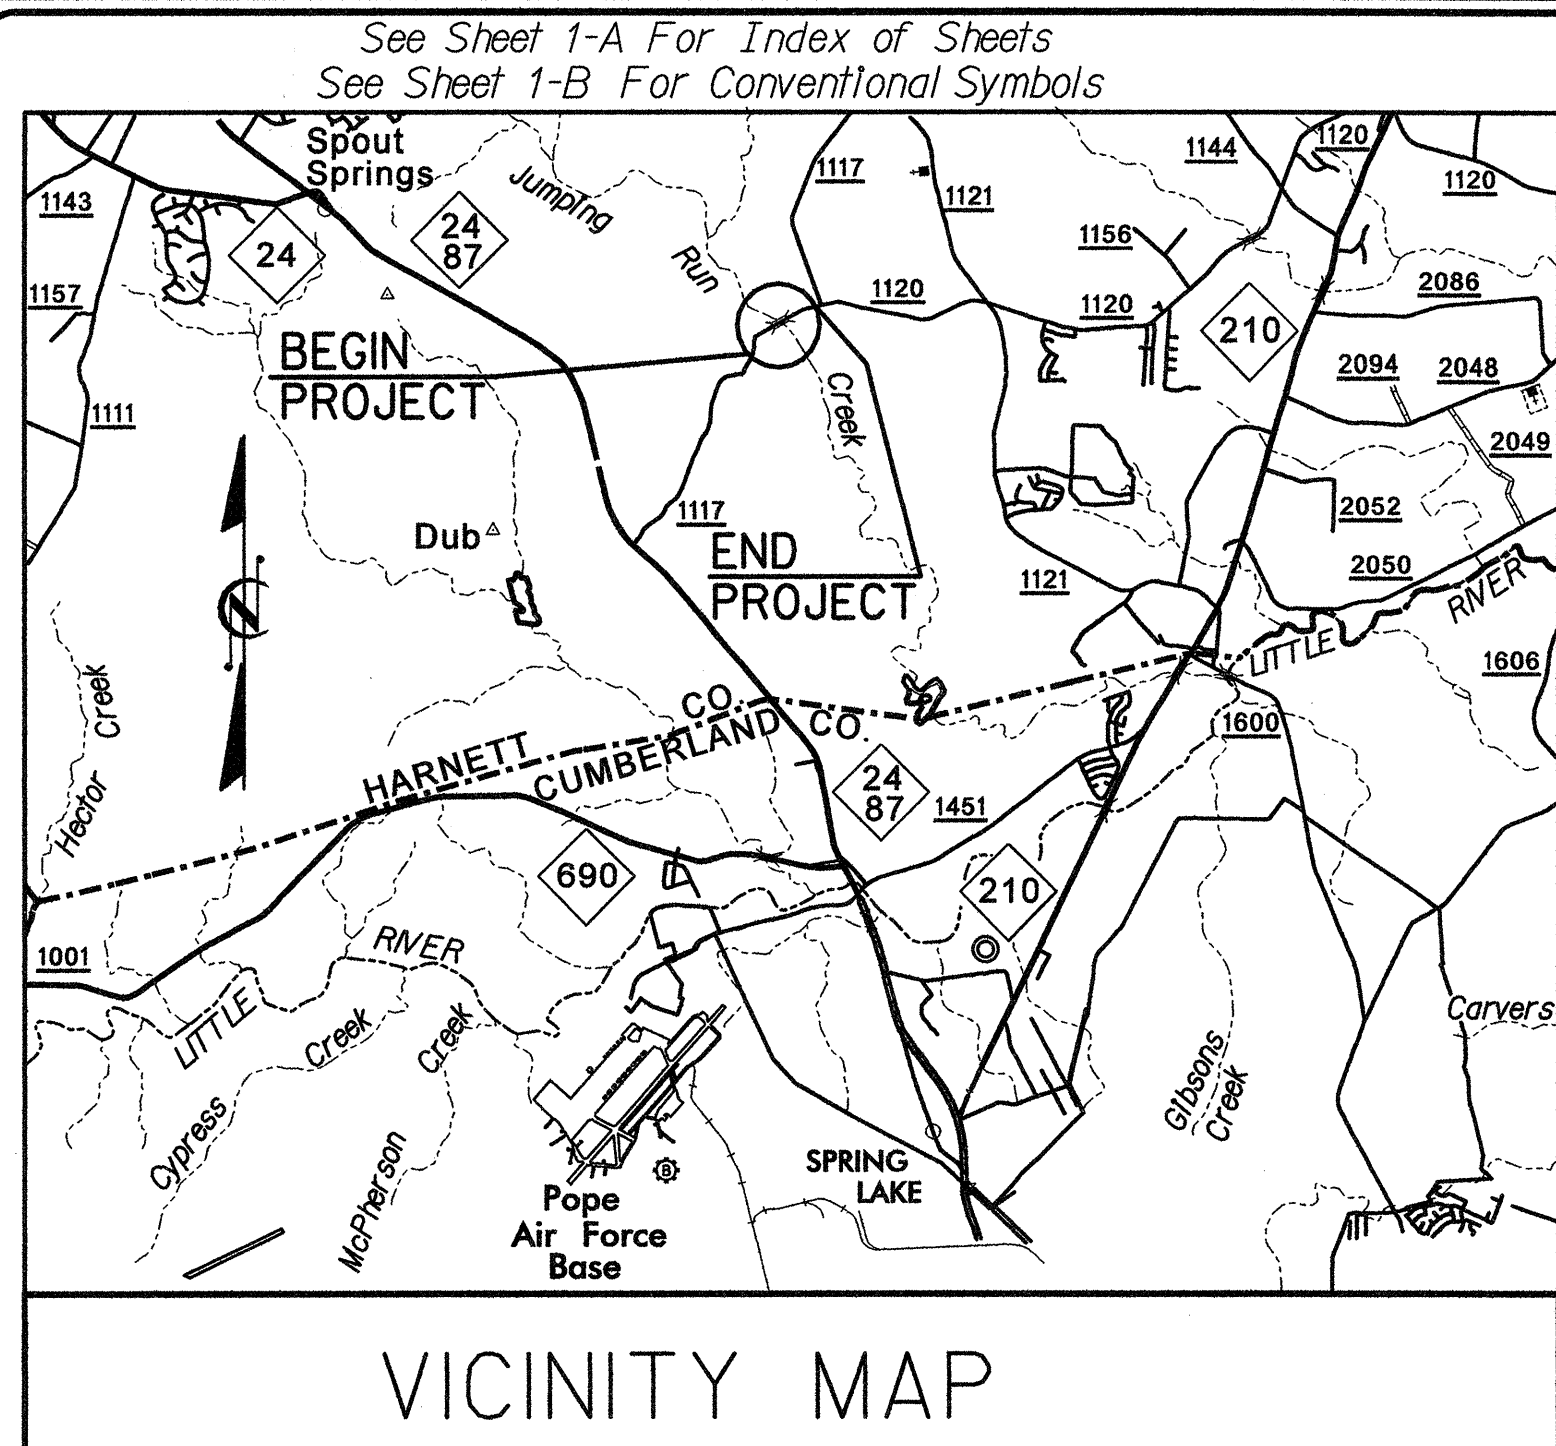 See Sheet 1-A For Index of Sheets
See Sheet 1-B For Conventional Symbols
Spout
Springs
Jumping
Run
Creek
1117
1121
1144
1120
1120
1143
24
24
87
1156
1157
1120
1120
210
2086
2094
2048
2049
BEGIN
PROJECT
1111
1117
Dub
END
PROJECT
1121
2052
2050
N
LITTLE
RIVER
1606
1600
Hector
Creek
HARNETT
CO.
CUMBERLAND
CO.
24
87
1451
690
210
1001
LITTLE
RIVER
Cypress
Creek
McPherson
Creek
Gibsons
Creek
Carvers
B
Pope
Air Force
Base
SPRING
LAKE
VICINITY MAP